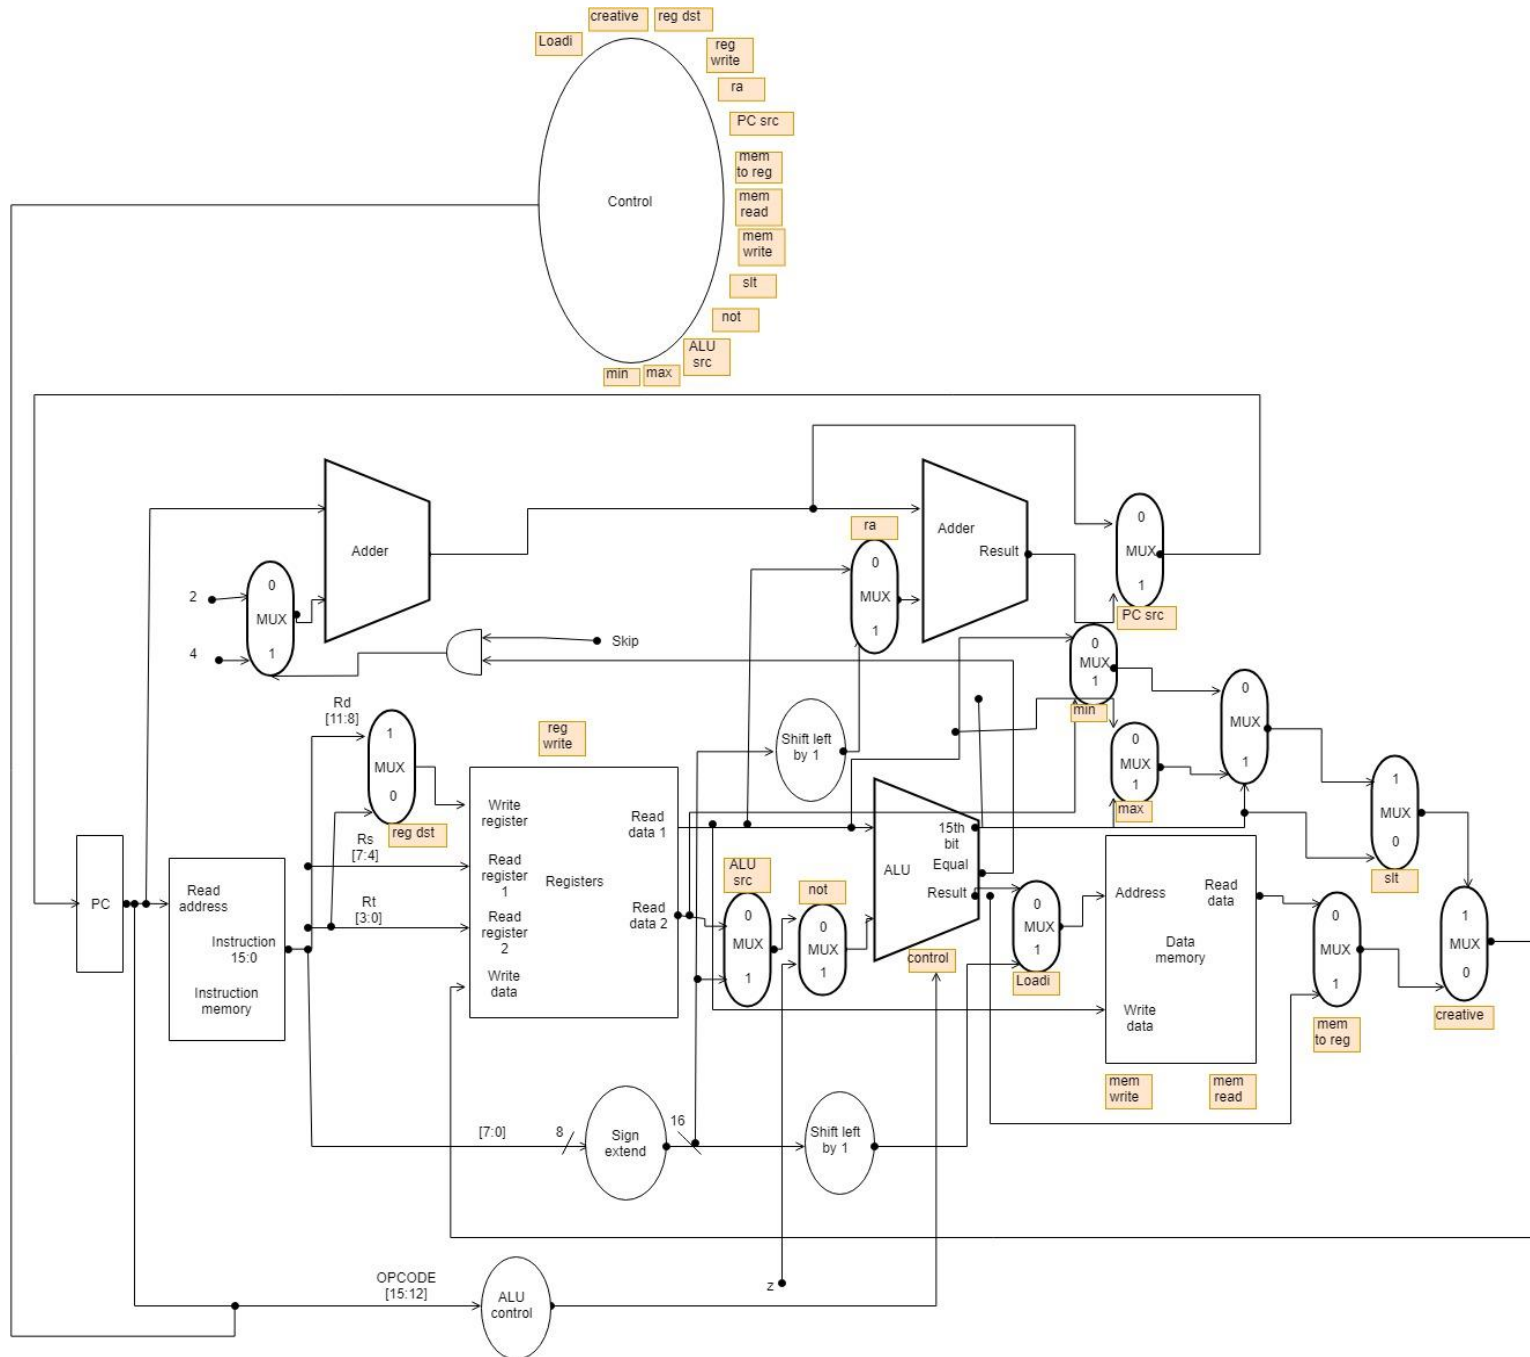 creative
reg dst
Loadi
reg
write
ra
PC src
mem
to reg
mem
read
Control
mem
write
slt
not
ALU
src
min
max
Adder
2
0
MUX
1
4
Skip
ra
0
MUX
1
Adder
Result
0
MUX
1
PC src
0
MUX
1
min
Rd
[11:8]
1
MUX
0
reg dst
reg
write
Shift left
by 1
0
MUX
1
max
0
MUX
1
1
MUX
0
slt
PC
Read
address
Instruction
15:0
Instruction
memory
Rs
[7:4]
Rt
[3:0]
Write
register
Read
register
1
Read
register
2
Write
data
Registers
Read
data 1
Read
data 2
ALU
src
0
MUX
1
not
0
MUX
1
ALU
15th
bit
Equal
Result
control
0
MUX
1
Loadi
Address
Read
data
Data
memory
Write
data
mem
write
mem
read
0
MUX
1
mem
to reg
1
MUX
0
creative
[7:0]
8
Sign
extend
16
Shift left
by 1
z
OPCODE
[15:12]
ALU
control